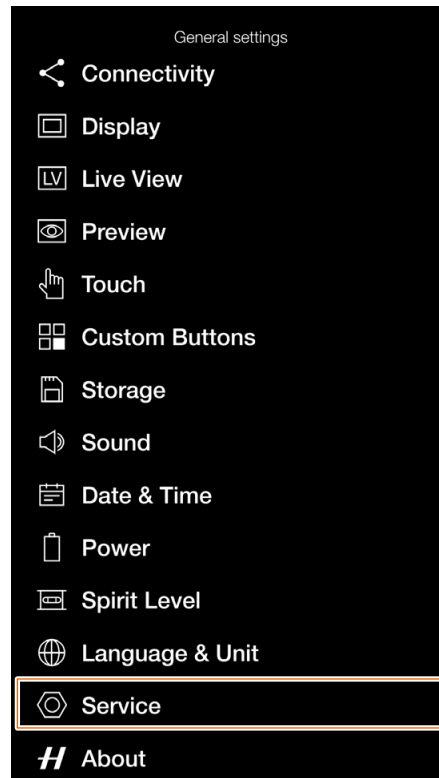 General settings
Connectivity
Display
LV Live View
Preview
Touch
Custom Buttons
Storage
Sound
Date & Time
Power
Spirit Level
Language & Unit
Service
H About